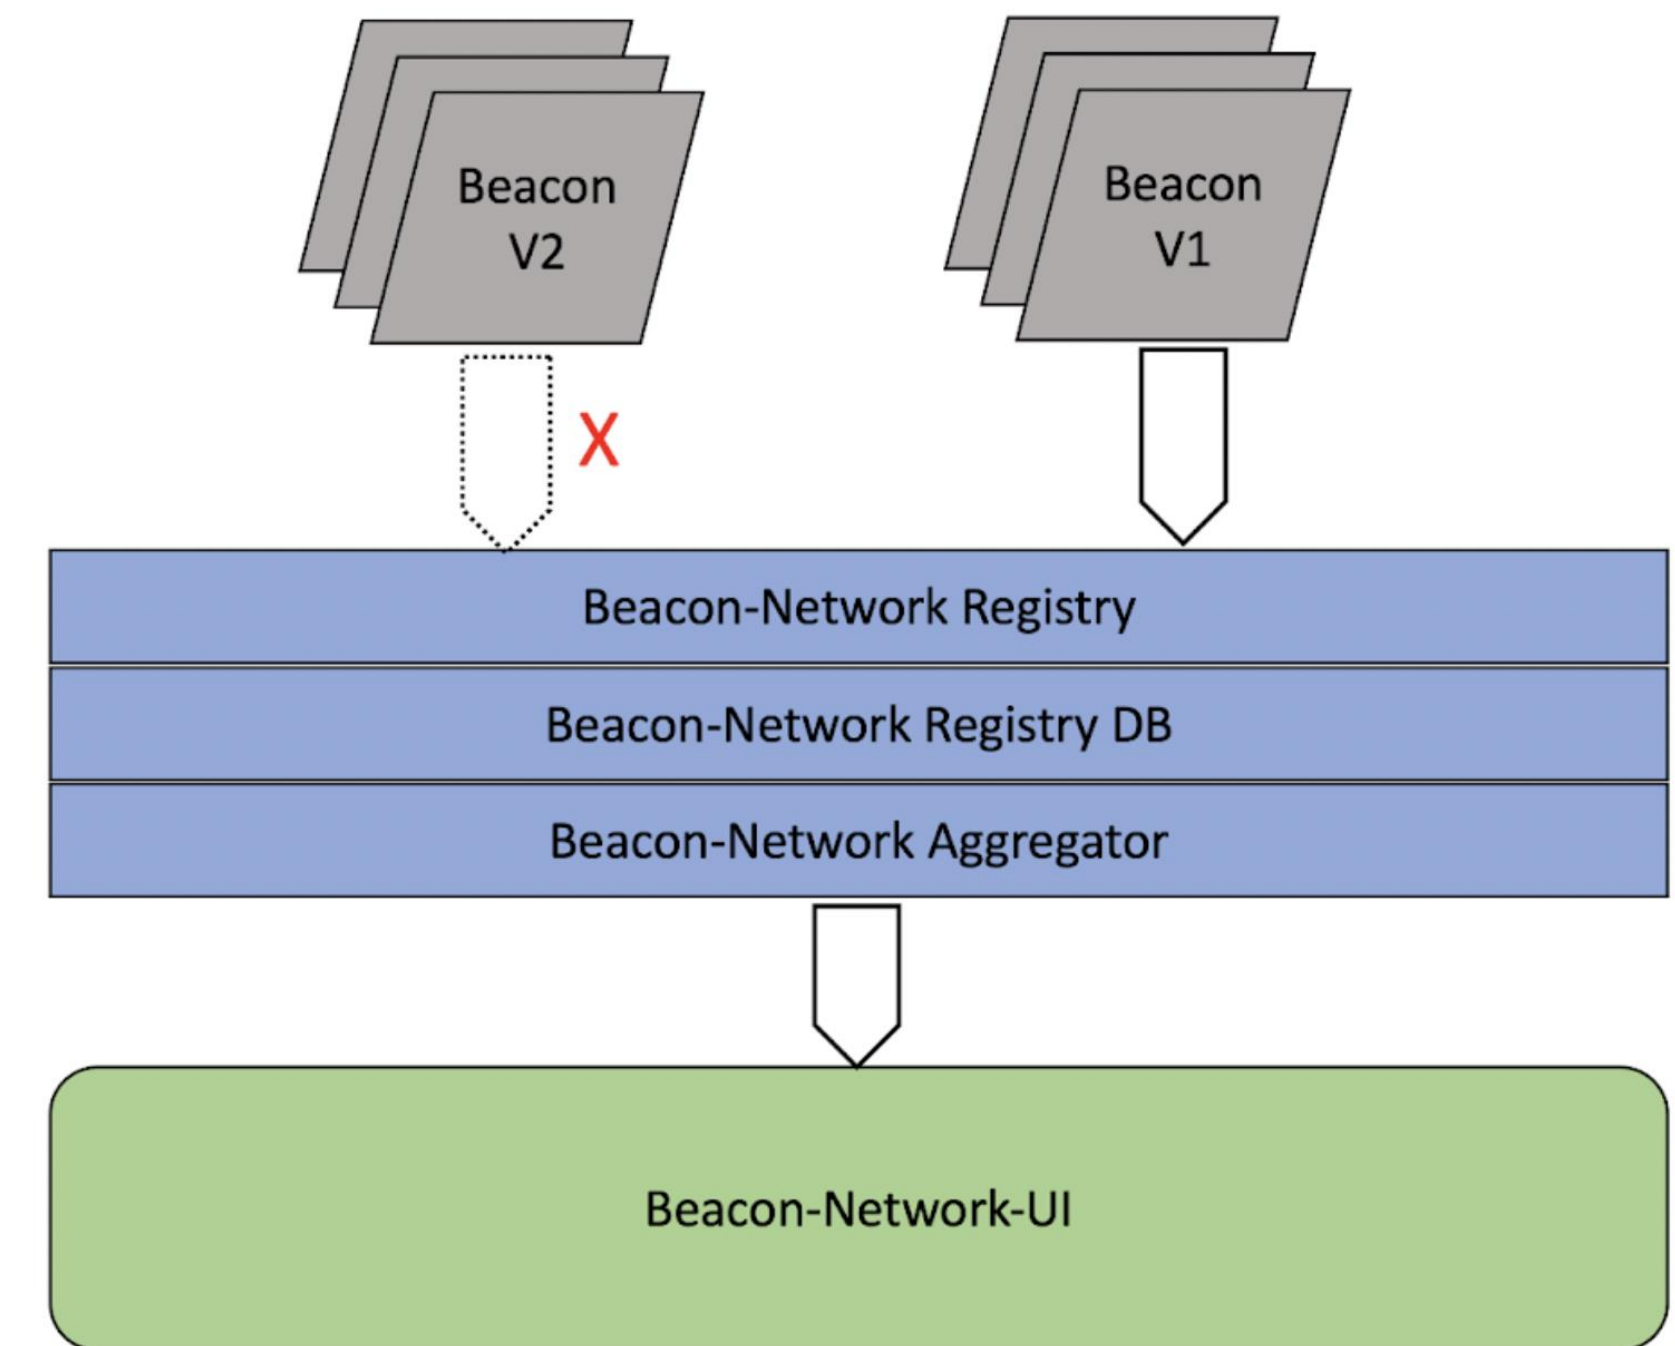 Beacon
V2
Beacon
V1
X
Beacon-Network Registry
Beacon-Network Registry DB
Beacon-Network Aggregator
Beacon-Network-UI